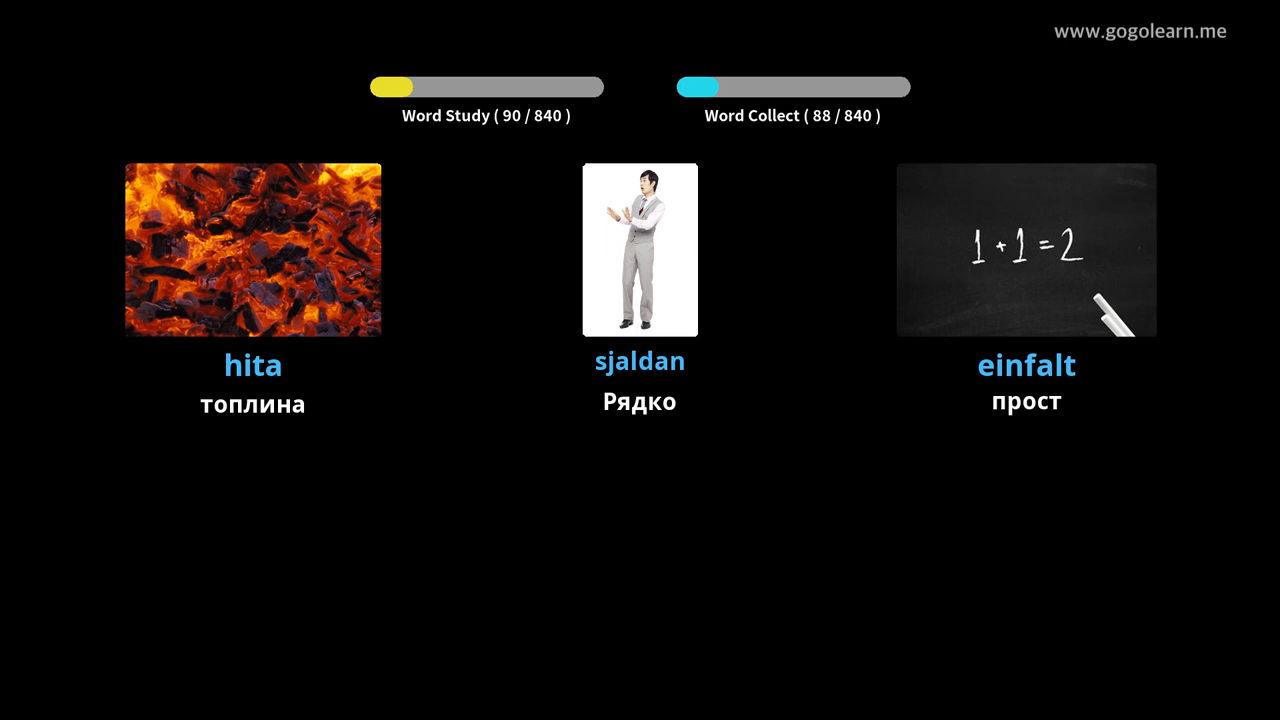 www.gogolearn.me
Word Study ( 90 / 840 )
Word Collect ( 88 / 840 )
1 + 1 = 2
hita
sjaldan
einfalt
топлина
Рядко
прост